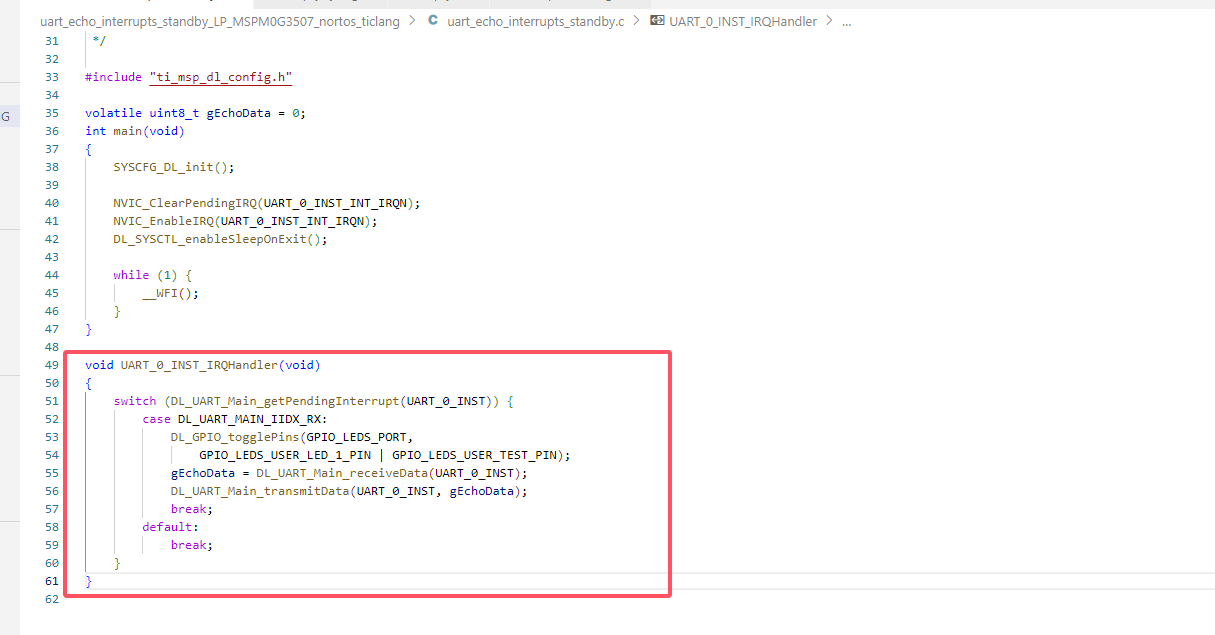 uart_echo_interrupts_standby_LP_MSPM0G3507_nortos_ticlang > C uart_echo_interrupts_standby.c > UART_0_INST_IRQHandler > ...
31 */
32
33 #include "ti_msp_dl_config.h"
34
35 volatile uint8_t gEchoData = 0;
36 int main(void)
37 {
38     SYSCFG_DL_init();
39
40     NVIC_ClearPendingIRQ(UART_0_INST_INT_IRQN);
41     NVIC_EnableIRQ(UART_0_INST_INT_IRQN);
42     DL_SYSCTL_enableSleepOnExit();
43
44     while (1) {
45         __WFI();
46     }
47 }
48
49 void UART_0_INST_IRQHandler(void)
50 {
51     switch (DL_UART_Main_getPendingInterrupt(UART_0_INST)) {
52         case DL_UART_MAIN_IIDX_RX:
53             DL_GPIO_togglePins(GPIO_LEDS_PORT,
54                 GPIO_LEDS_USER_LED_1_PIN | GPIO_LEDS_USER_TEST_PIN);
55             gEchoData = DL_UART_Main_receiveData(UART_0_INST);
56             DL_UART_Main_transmitData(UART_0_INST, gEchoData);
57             break;
58         default:
59             break;
60     }
61 }
62
G